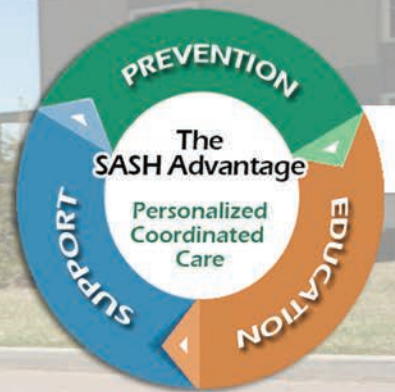 PREVENTION
The
SASH Advantage
Personalized
Coordinated
Care
SUPPORT
EDUCATION